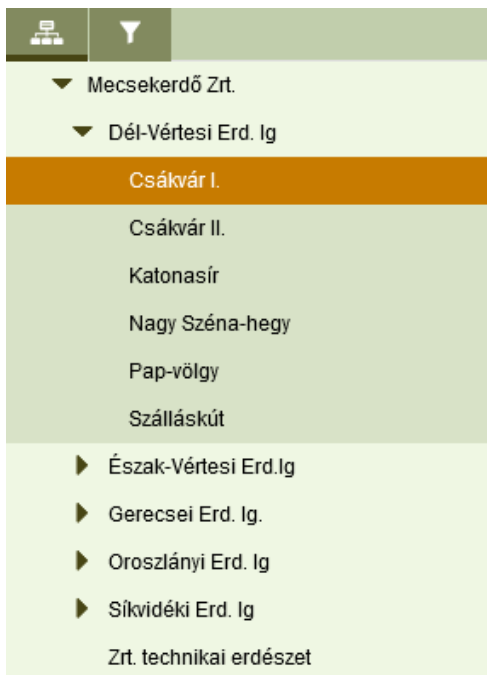 Mecsekerdő Zrt.
Dél-Vértesi Erd. Ig
Csákvár I.
Csákvár II.
Katonasír
Nagy Széna-hegy
Pap-völgy
Szálláskút
Észak-Vértesi Erd.Ig
Gerecsei Erd. Ig.
Oroszlányi Erd. Ig
Síkvidéki Erd. Ig
Zrt. technikai erdészet